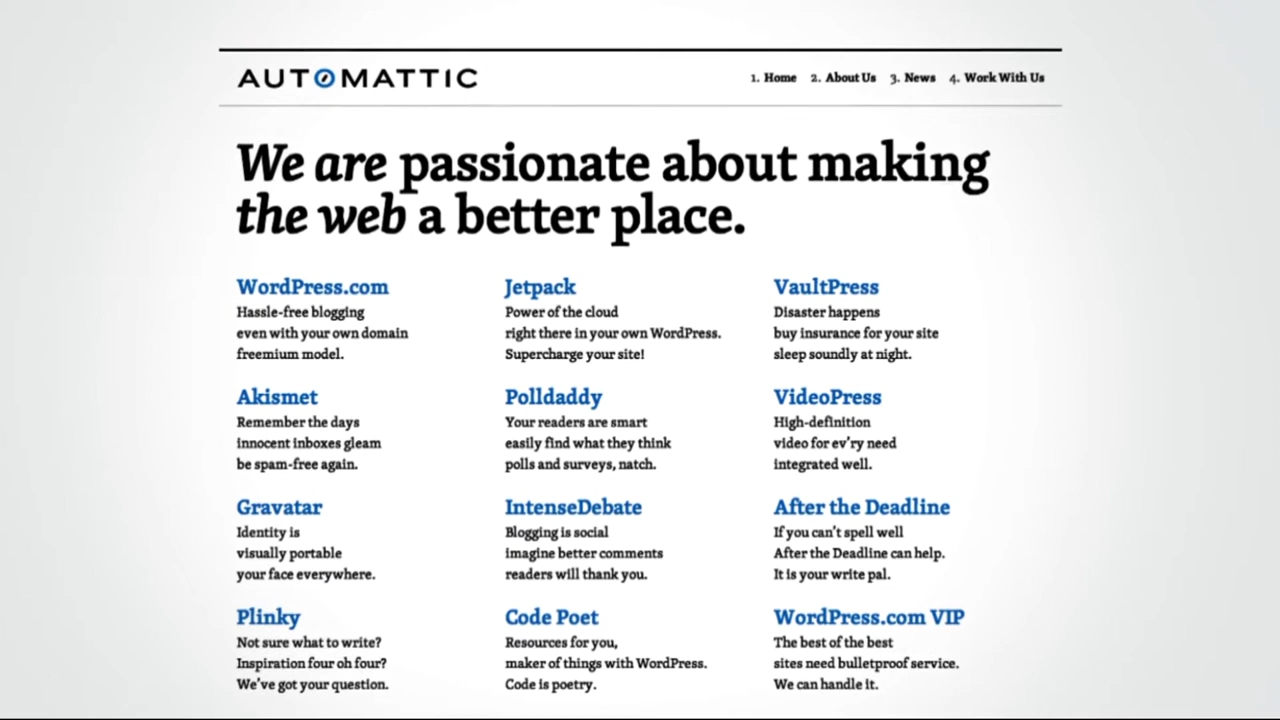 AUTOMATTIC
1. Home 2. About Us 3. News 4. Work With Us
We are passionate about making
the web a better place.
WordPress.com
Hassle-free blogging
even with your own domain
freemium model.
Jetpack
Power of the cloud
right there in your own WordPress.
Supercharge your site!
VaultPress
Disaster happens
buy insurance for your site
sleep soundly at night.
Akismet
Remember the days
innocent inboxes gleam
be spam-free again.
Polldaddy
Your readers are smart
easily find what they think
polls and surveys, natch.
VideoPress
High-definition
video for ev'ry need
integrated well.
Gravatar
Identity is
visually portable
your face everywhere.
IntenseDebate
Blogging is social
imagine better comments
readers will thank you.
After the Deadline
If you can't spell well
After the Deadline can help.
It is your write pal.
Plinky
Not sure what to write?
Inspiration four oh four?
We've got your question.
Code Poet
Resources for you,
maker of things with WordPress.
Code is poetry.
WordPress.com VIP
The best of the best
sites need bulletproof service.
We can handle it.